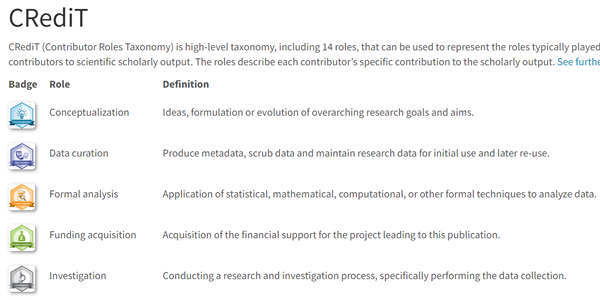 CRediT
CRediT (Contributor Roles Taxonomy) is high-level taxonomy, including 14 roles, that can be used to represent the roles typically played
contributors to scientific scholarly output. The roles describe each contributor's specific contribution to the scholarly output. See furthe
Badge Role Definition
Conceptualization Ideas, formulation or evolution of overarching research goals and aims.
Data curation Produce metadata, scrub data and maintain research data for initial use and later re-use.
Formal analysis Application of statistical, mathematical, computational, or other formal techniques to analyze data.
Funding acquisition Acquisition of the financial support for the project leading to this publication.
Investigation Conducting a research and investigation process, specifically performing the data collection.